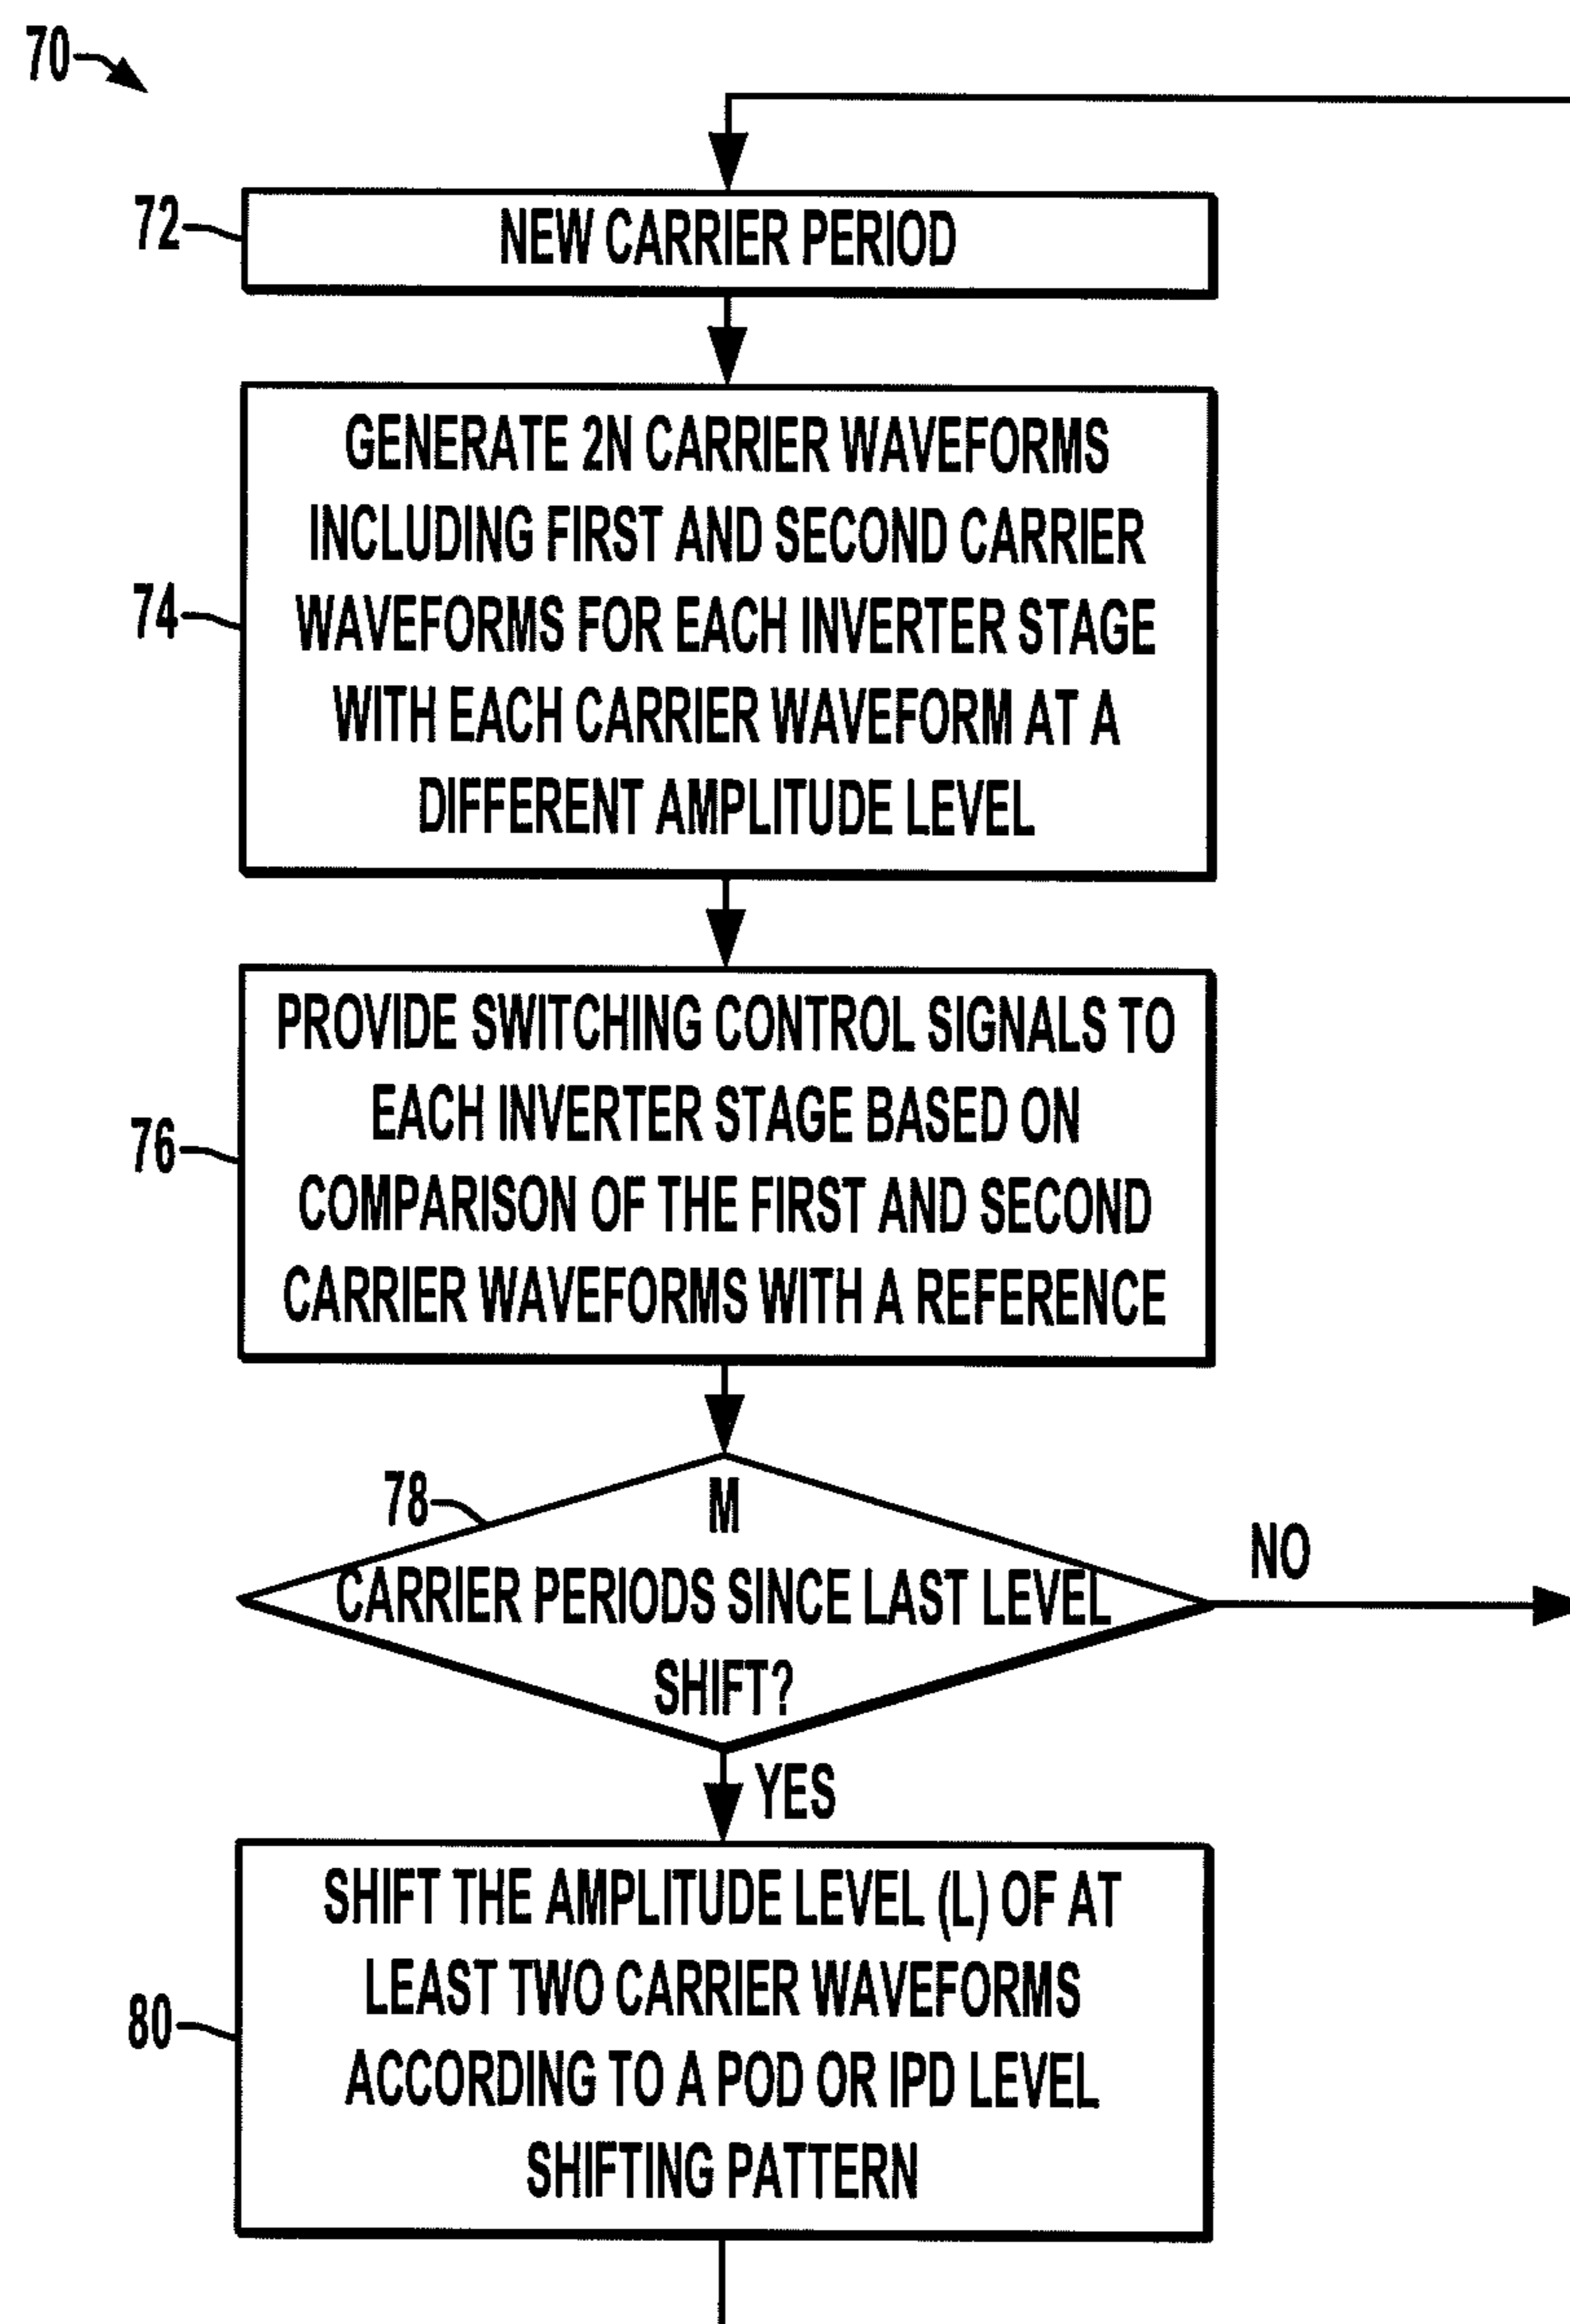 70
72
NEW CARRIER PERIOD
74
GENERATE 2N CARRIER WAVEFORMS
INCLUDING FIRST AND SECOND CARRIER
WAVEFORMS FOR EACH INVERTER STAGE
WITH EACH CARRIER WAVEFORM AT A
DIFFERENT AMPLITUDE LEVEL
76
PROVIDE SWITCHING CONTROL SIGNALS TO
EACH INVERTER STAGE BASED ON
COMPARISON OF THE FIRST AND SECOND
CARRIER WAVEFORMS WITH A REFERENCE
78
M
CARRIER PERIODS SINCE LAST LEVEL
SHIFT?
NO
YES
80
SHIFT THE AMPLITUDE LEVEL (L) OF AT
LEAST TWO CARRIER WAVEFORMS
ACCORDING TO A POD OR IPD LEVEL
SHIFTING PATTERN